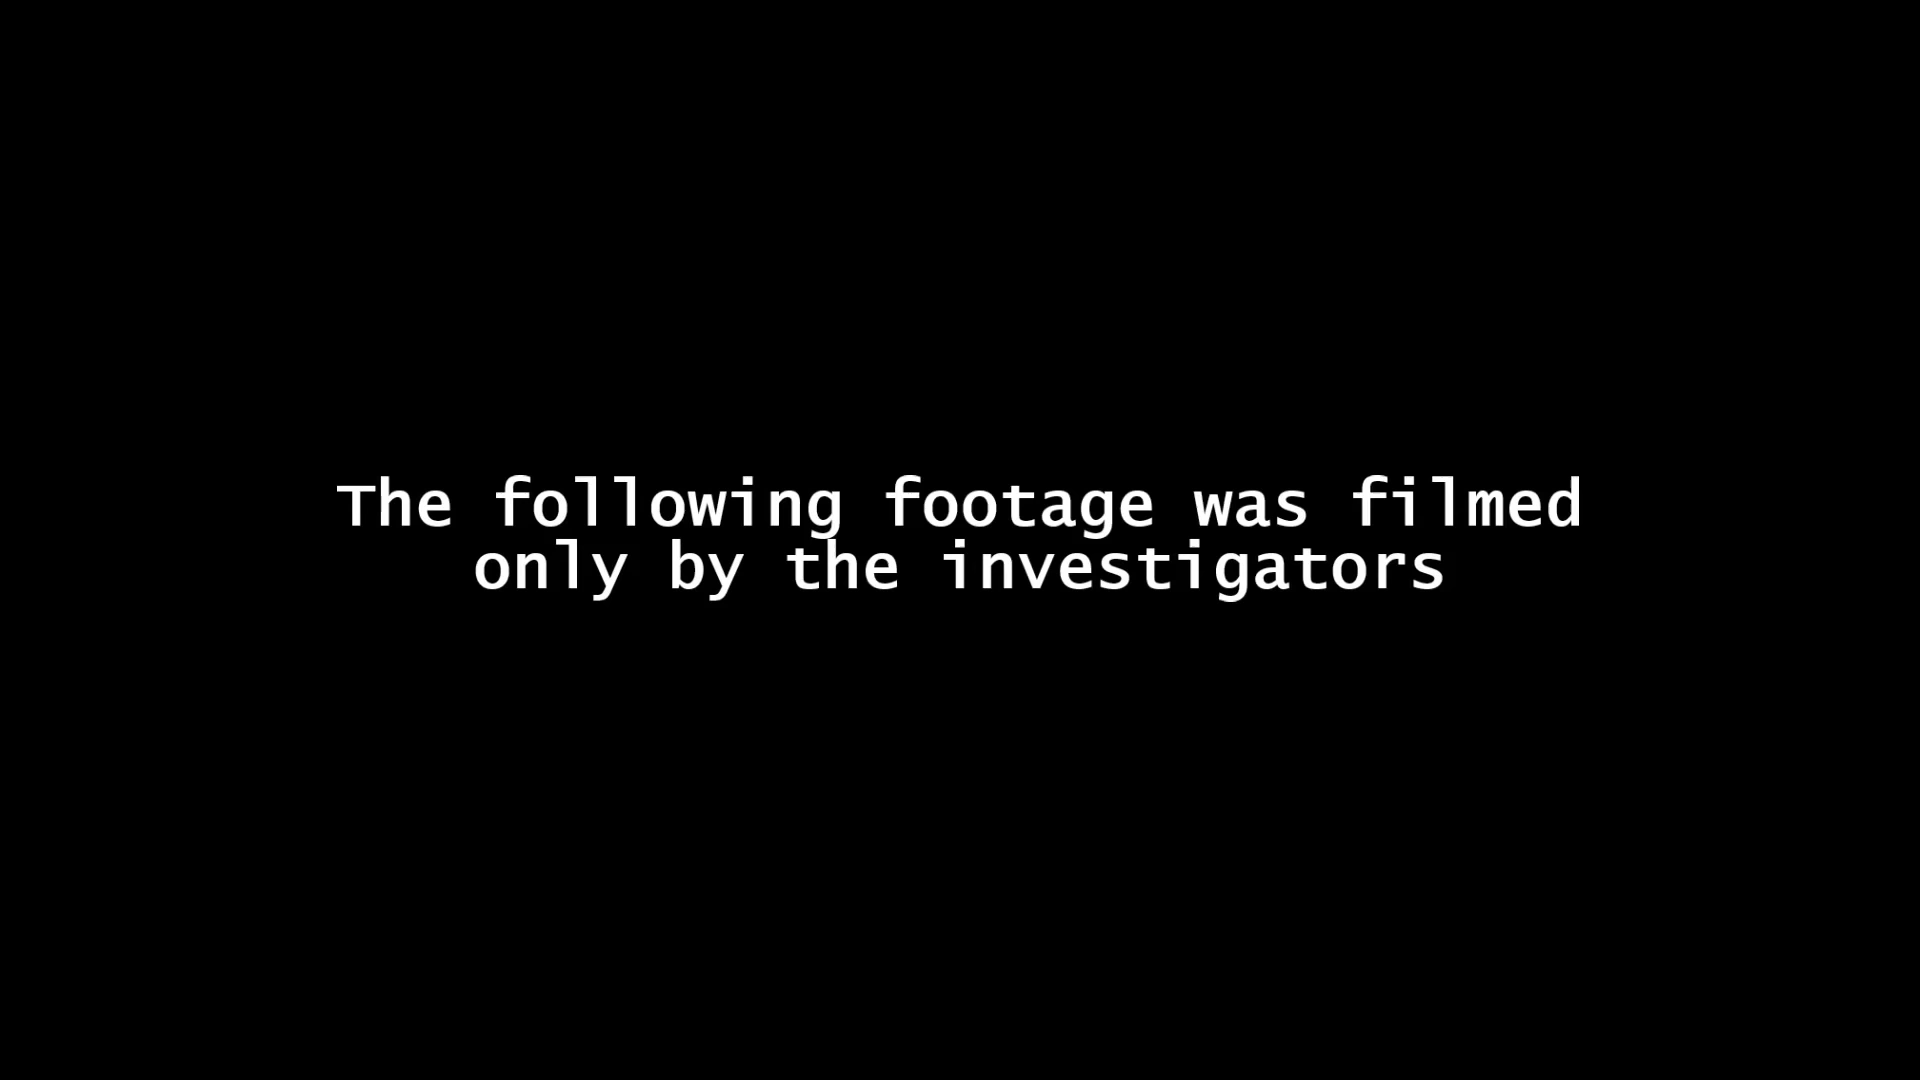 The following footage was filmed
only by the investigators